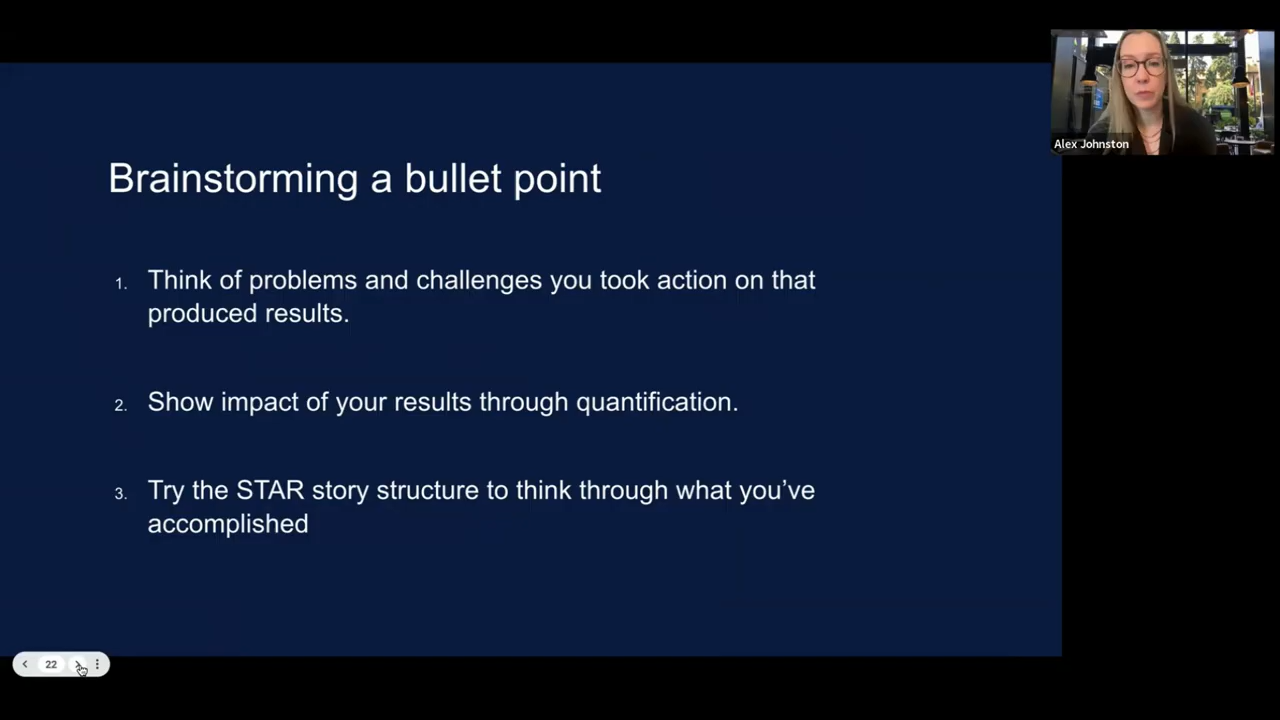 Alex Johnston
Brainstorming a bullet point
1. Think of problems and challenges you took action on that
produced results.
2. Show impact of your results through quantification.
3. Try the STAR story structure to think through what you’ve
accomplished
22